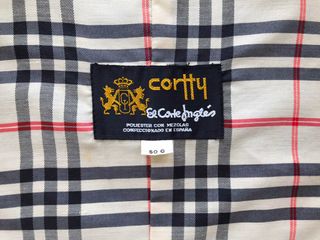 cortty
El Corte Inglés
POLIESTER CON MEZCLAS
CONFECCIONADO EN ESPAÑA
50 G